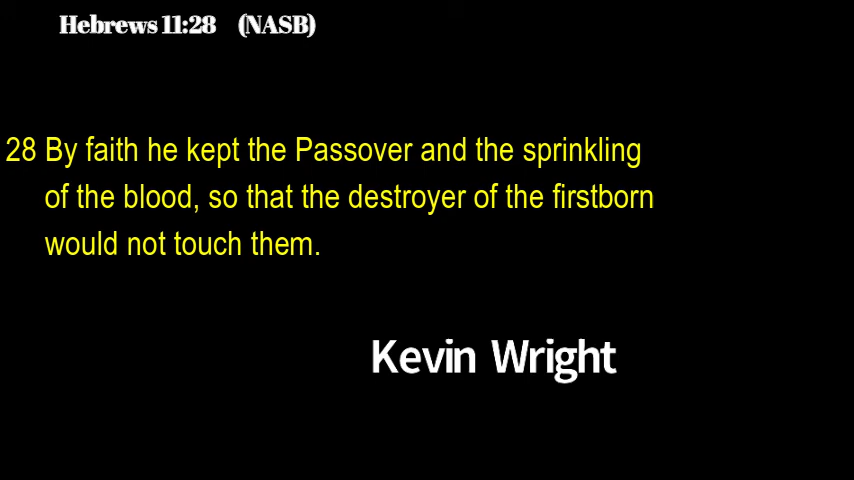 Hebrews 11:28 (NASB)
28 By faith he kept the Passover and the sprinkling
of the blood, so that the destroyer of the firstborn
would not touch them.
Kevin Wright